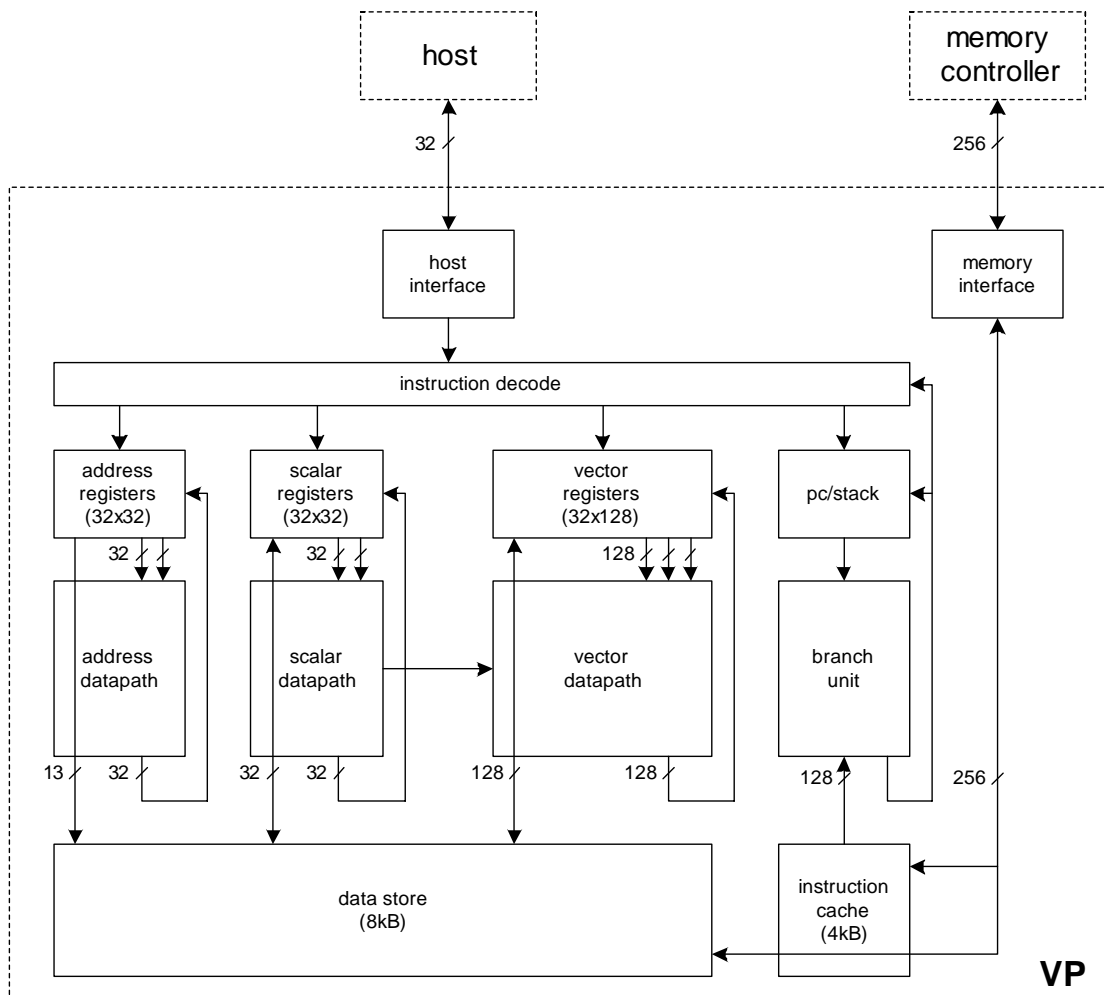 host
memory
controller
32
256
host
interface
memory
interface
instruction decode
address
registers
(32x32)
scalar
registers
(32x32)
vector
registers
(32x128)
pc/stack
32
32
128
address
datapath
scalar
datapath
vector
datapath
branch
unit
13
32
32
32
128
128
128
256
data store
(8kB)
instruction
cache
(4kB)
VP